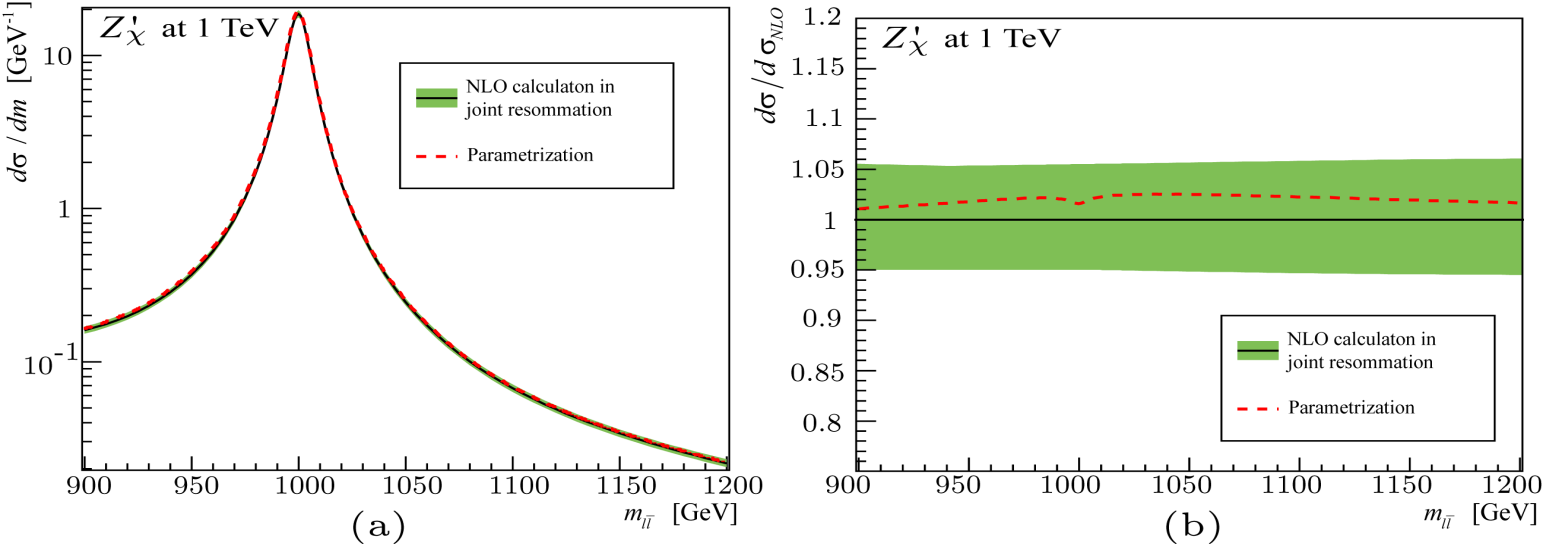 Z'χ at 1 TeV
dσ / dm [GeV⁻¹]
10
1
10⁻¹
NLO calculaton in
joint resommation
Parametrization
900 950 1000 1050 1100 1150 1200
m_{ll̅} [GeV]
(a)
Z'χ at 1 TeV
dσ/d σ_{NLO}
1.2
1.15
1.1
1.05
1
0.95
0.9
0.85
0.8
NLO calculaton in
joint resommation
Parametrization
900 950 1000 1050 1100 1150 1200
m_{ll̅} [GeV]
(b)